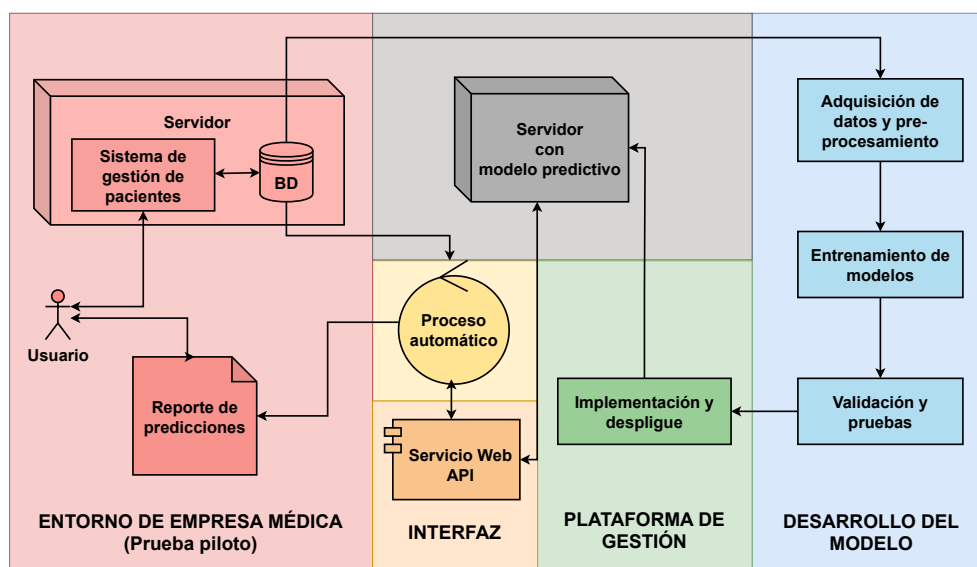 Servidor
Sistema de
gestión de
pacientes
BD
Usuario
Reporte de
predicciones
ENTORNO DE EMPRESA MÉDICA
(Prueba piloto)
Servidor
con
modelo predictivo
Proceso
automático
Servicio Web
API
INTERFAZ
Implementación y
despligue
PLATAFORMA DE
GESTIÓN
Adquisición de
datos y pre-
procesamiento
Entrenamiento de
modelos
Validación y
pruebas
DESARROLLO DEL
MODELO